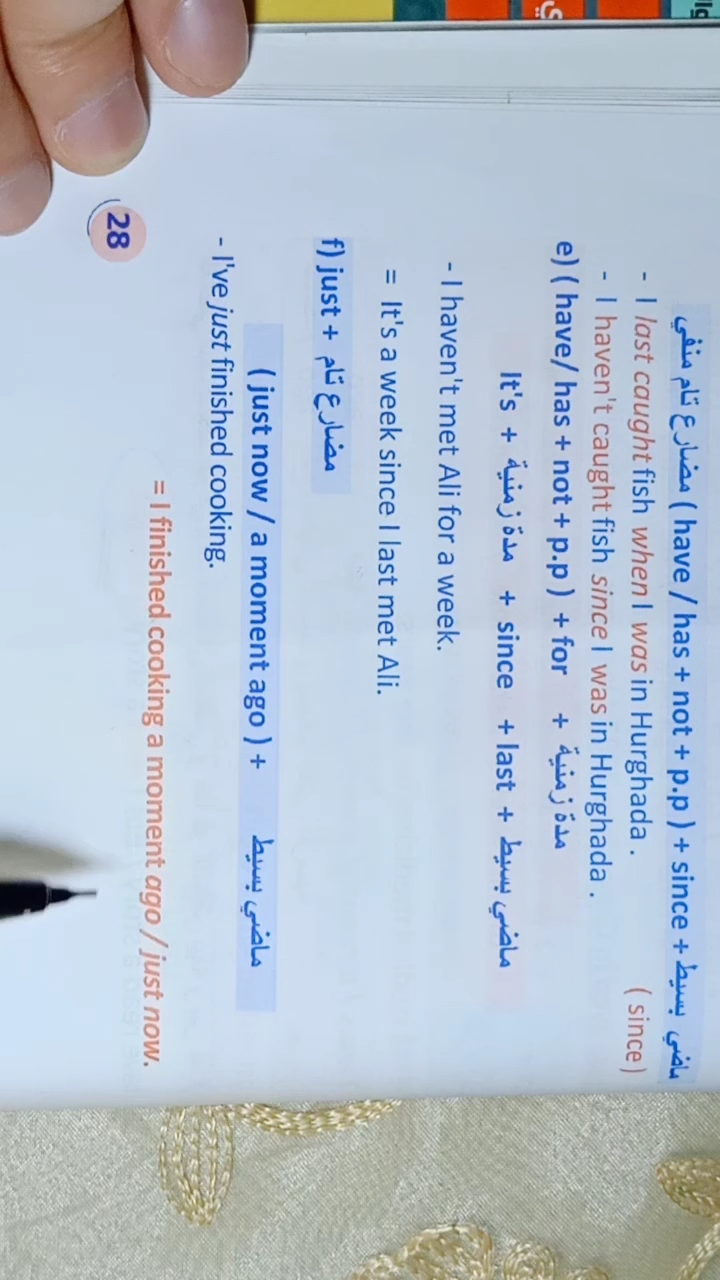 مضارع تام منفي ( have / has + not + p.p ) + since + ماضي بسيط
- I last caught fish when I was in Hurghada . ( since )
- I haven't caught fish since I was in Hurghada .
e) ( have/ has + not + p.p ) + for + مدة زمنية
It's + مدة زمنية + since + last + ماضي بسيط
- I haven't met Ali for a week.
= It's a week since I last met Ali.
f) just + مضارع تام
( just now / a moment ago ) + ماضي بسيط
- I've just finished cooking.
= I finished cooking a moment ago / just now.
28